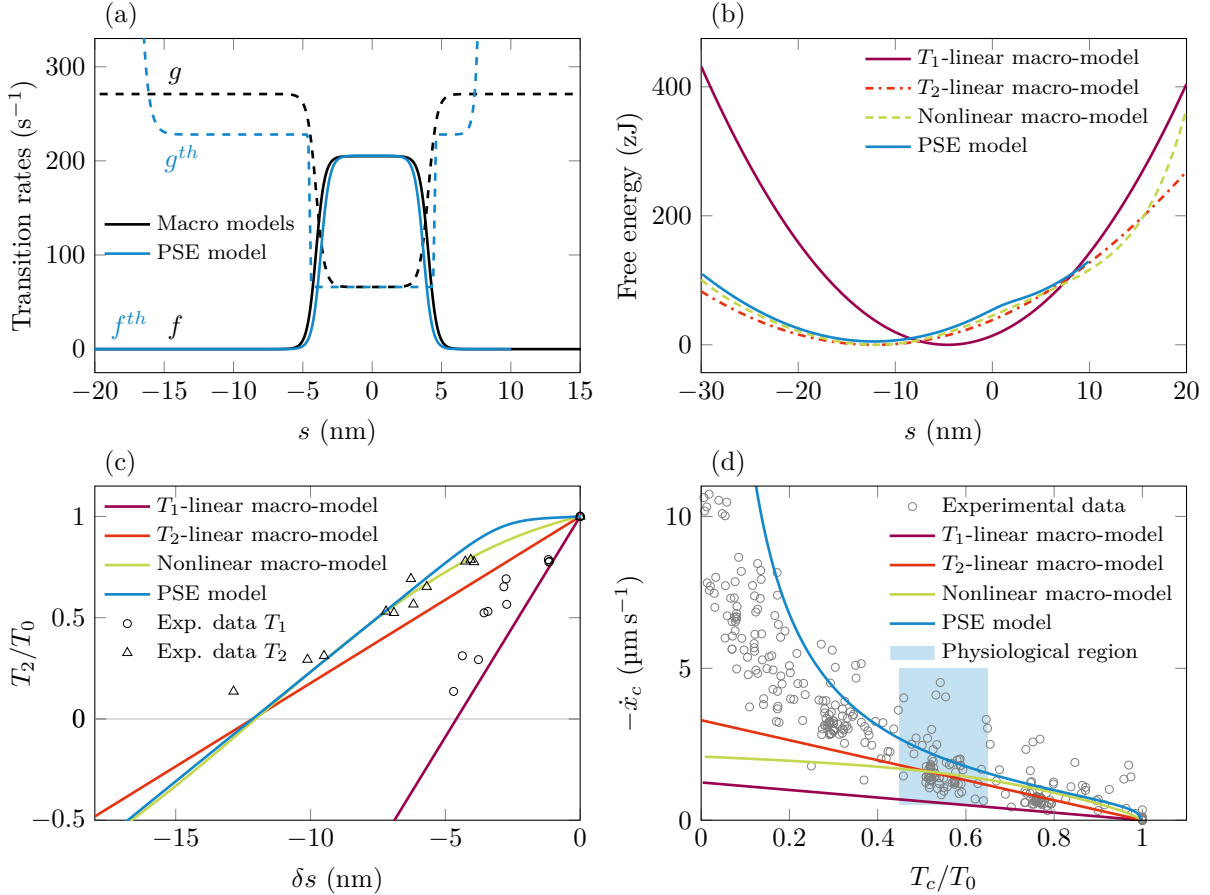 (a)
Transition rates (s⁻¹)
300
200
100
0
g
gᵗʰ
Macro models
PSE model
fᵗʰ f
−20 −15 −10 −5 0 5 10 15
s (nm)
(b)
Free energy (zJ)
400
200
0
T₁-linear macro-model
T₂-linear macro-model
Nonlinear macro-model
PSE model
−30 −20 −10 0 10 20
s (nm)
(c)
T₂/T₀
1
0.5
0
−0.5
T₁-linear macro-model
T₂-linear macro-model
Nonlinear macro-model
PSE model
Exp. data T₁
Exp. data T₂
−15 −10 −5 0
δs (nm)
(d)
−ẋ_c (µm s⁻¹)
10
5
0
Experimental data
T₁-linear macro-model
T₂-linear macro-model
Nonlinear macro-model
PSE model
Physiological region
0 0.2 0.4 0.6 0.8 1
T_c/T₀